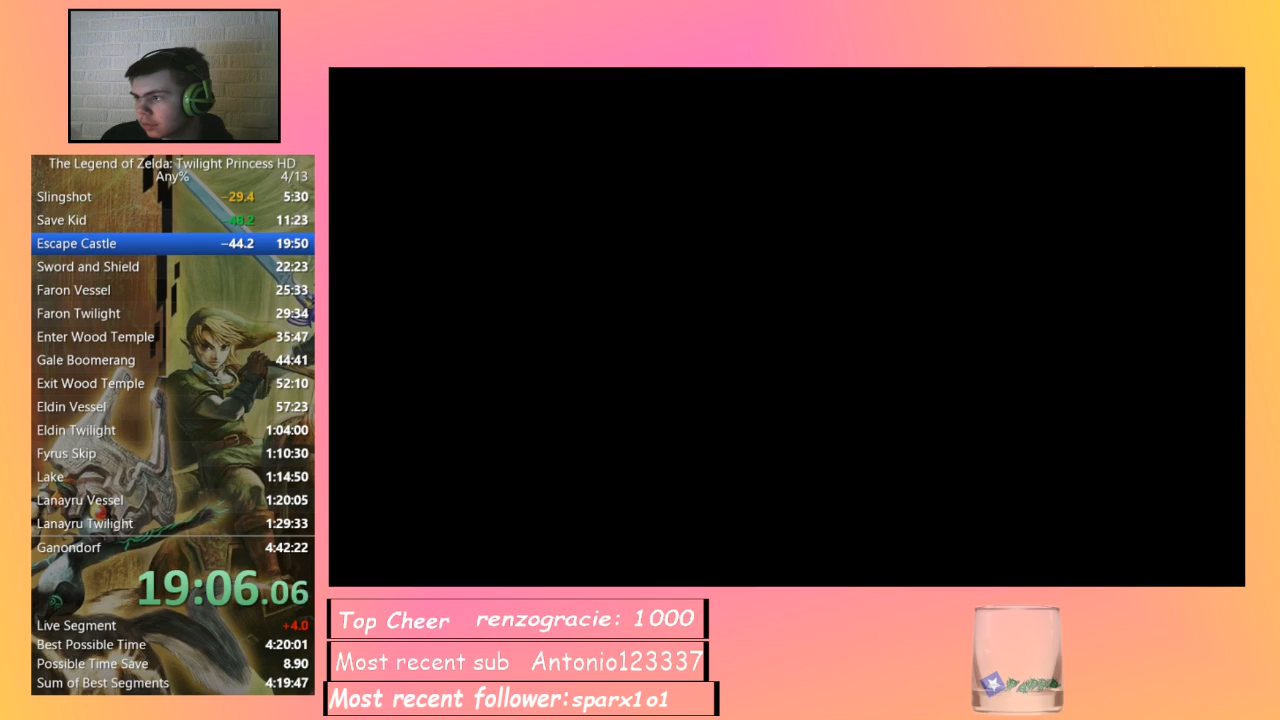 The Legend of Zelda: Twilight Princess HD
Any% 4/13
Slingshot −29.4 5:30
Save Kid −48.2 11:23
Escape Castle −44.2 19:50
Sword and Shield 22:23
Faron Vessel 25:33
Faron Twilight 29:34
Enter Wood Temple 35:47
Gale Boomerang 44:41
Exit Wood Temple 52:10
Eldin Vessel 57:23
Eldin Twilight 1:04:00
Fyrus Skip 1:10:30
Lake 1:14:50
Lanayru Vessel 1:20:05
Lanayru Twilight 1:29:33
Ganondorf 4:42:22
19:06.06
Live Segment +4.0
Best Possible Time 4:20:01
Possible Time Save 8.90
Sum of Best Segments 4:19:47
Top Cheer renzogracie: 1000
Most recent sub Antonio123337
Most recent follower: sparx1o1